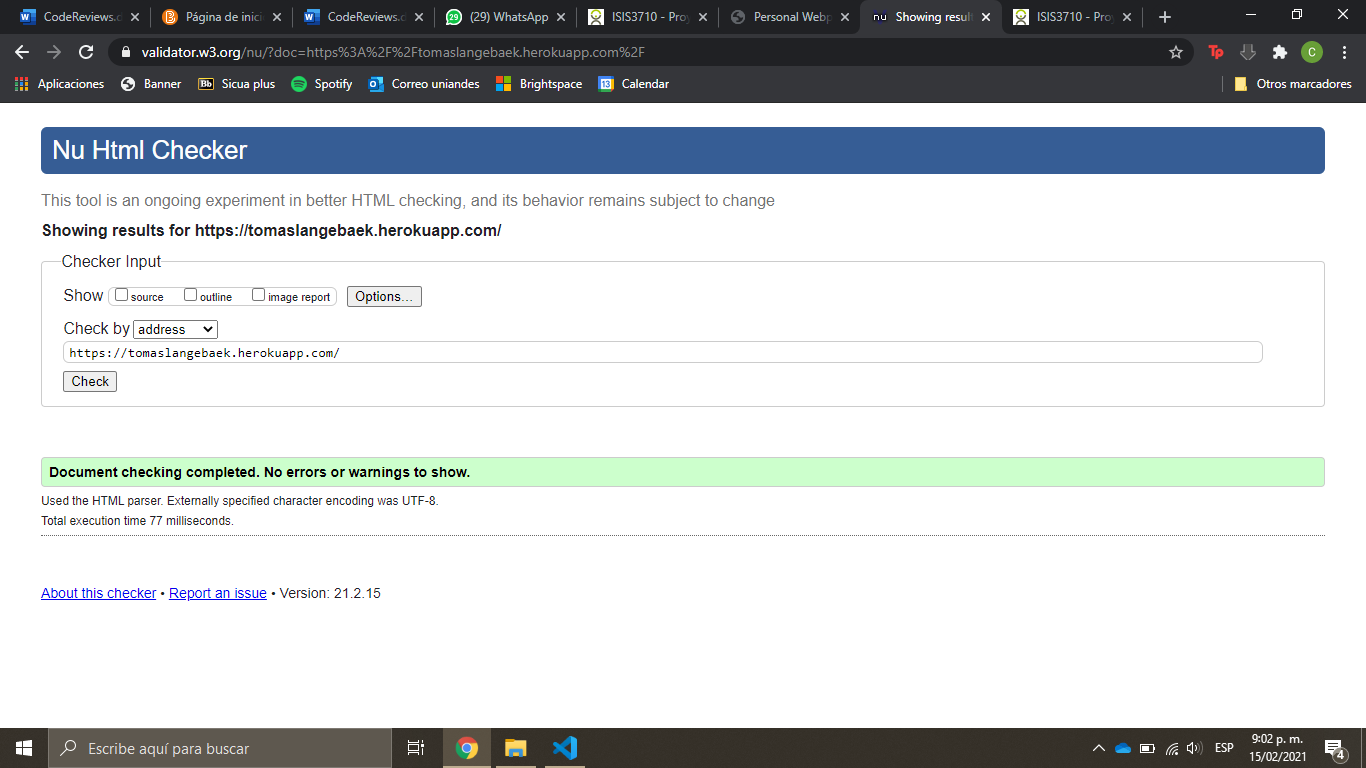 CodeReviews.d
Página de inici
CodeReviews.d
(29) WhatsApp
ISIS3710 - Proy
Personal Webp
nu Showing result
ISIS3710 - Proy
validator.w3.org/nu/?doc=https%3A%2F%2Ftomaslangebaek.herokuapp.com%2F
Tp
C
Aplicaciones
Banner
Bb Sicua plus
Spotify
Correo uniandes
Brightspace
13 Calendar
Otros marcadores
Nu Html Checker
This tool is an ongoing experiment in better HTML checking, and its behavior remains subject to change
Showing results for https://tomaslangebaek.herokuapp.com/
Checker Input
Show source outline image report Options...
Check by address
https://tomaslangebaek.herokuapp.com/
Check
Document checking completed. No errors or warnings to show.
Used the HTML parser. Externally specified character encoding was UTF-8.
Total execution time 77 milliseconds.
About this checker • Report an issue • Version: 21.2.15
Escribe aquí para buscar
ESP
9:02 p. m.
15/02/2021
4